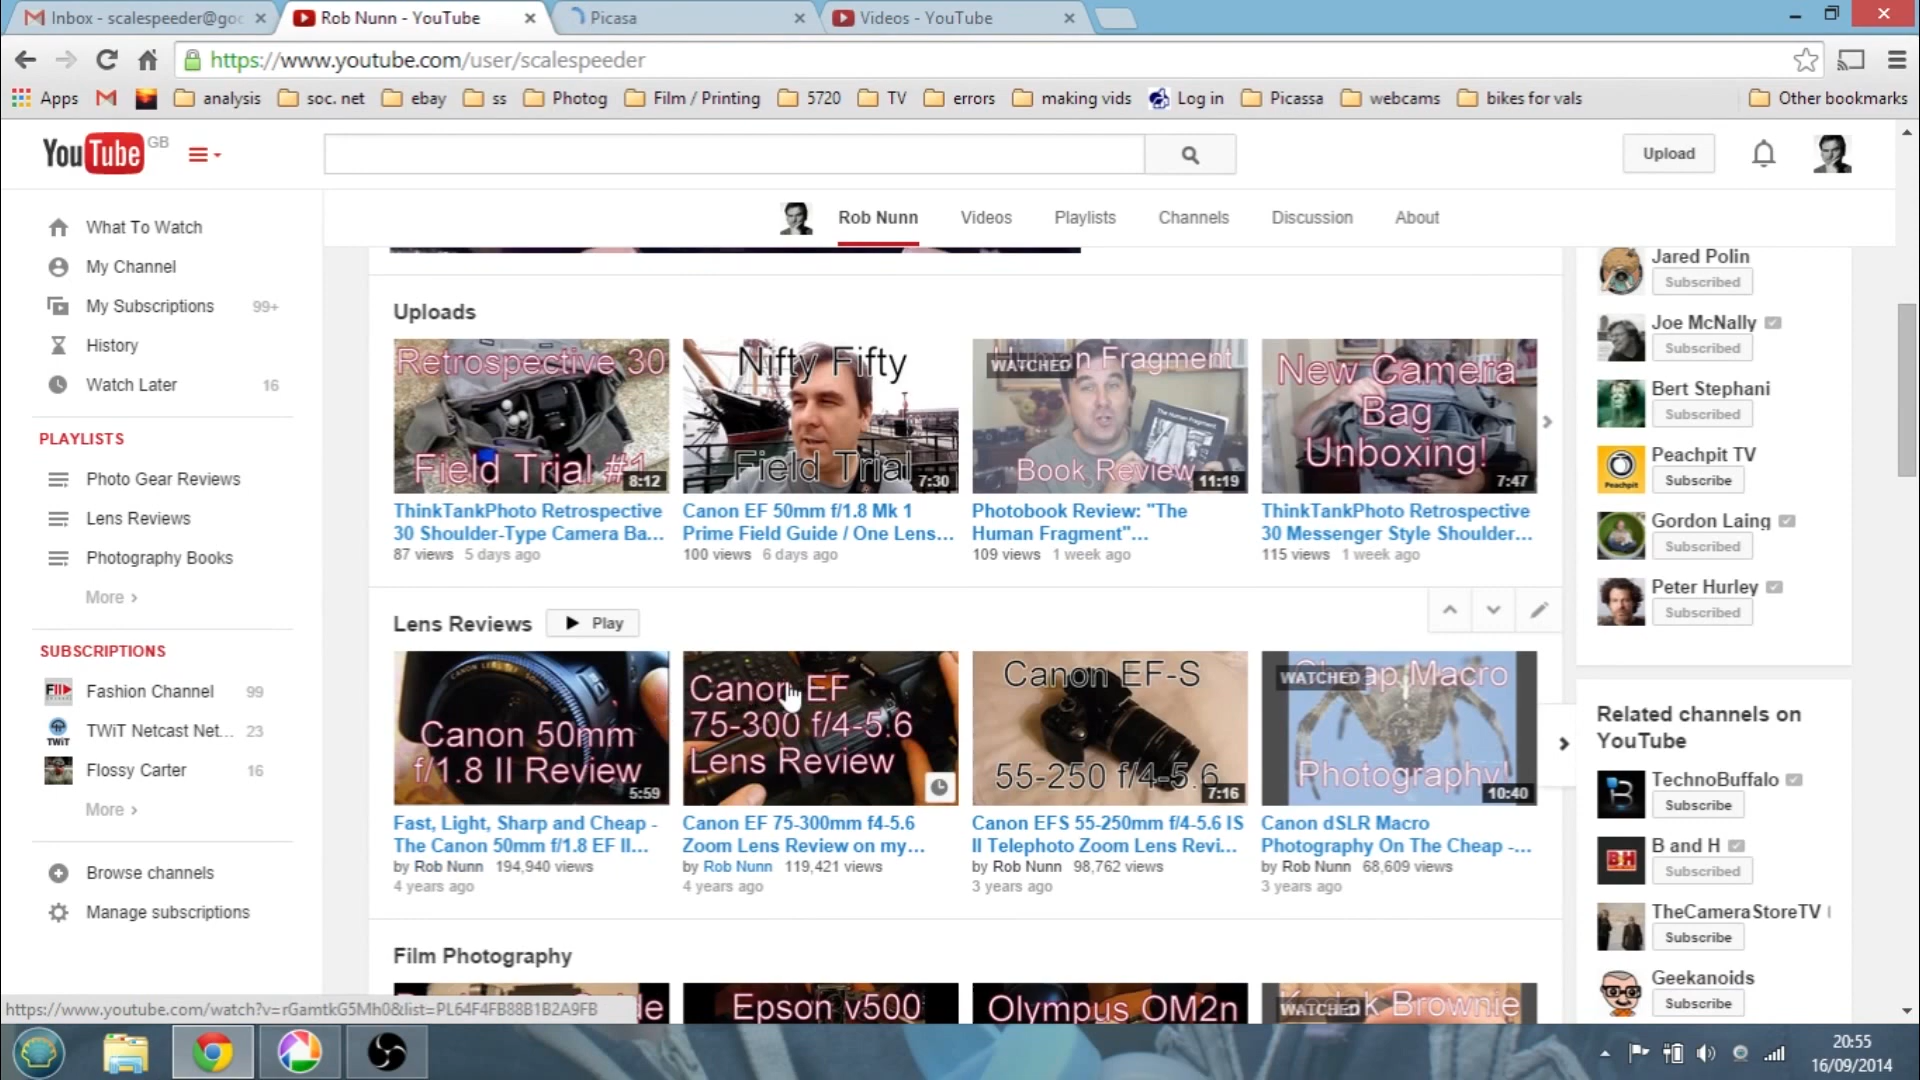 Inbox - scalespeeder@goo
Rob Nunn - YouTube
Picasa
Videos - YouTube
https://www.youtube.com/user/scalespeeder
Apps
analysis
soc. net
ebay
ss
Photog
Film / Printing
5720
TV
errors
making vids
Log in
Picassa
webcams
bikes for vals
Other bookmarks
YouTube GB
Upload
Rob Nunn
Videos
Playlists
Channels
Discussion
About
What To Watch
My Channel
My Subscriptions 99+
History
Watch Later 16
PLAYLISTS
Photo Gear Reviews
Lens Reviews
Photography Books
More >
SUBSCRIPTIONS
Fashion Channel 99
TWiT
TWiT Netcast Net... 23
Flossy Carter 16
More >
Browse channels
Manage subscriptions
Uploads
Retrospective 30
Field Trial #1
8:12
ThinkTankPhoto Retrospective
30 Shoulder-Type Camera Ba...
87 views 5 days ago
Nifty Fifty
Field Trial
7:30
Canon EF 50mm f/1.8 Mk 1
Prime Field Guide / One Lens...
100 views 6 days ago
WATCHED
Fragment
The Human Fragment
Book Review
11:19
Photobook Review: "The
Human Fragment"...
109 views 1 week ago
New Camera
Bag
Unboxing!
7:47
ThinkTankPhoto Retrospective
30 Messenger Style Shoulder...
115 views 1 week ago
Lens Reviews
Play
Canon 50mm
f/1.8 II Review
5:59
Fast, Light, Sharp and Cheap -
The Canon 50mm f/1.8 EF II...
by Rob Nunn 194,940 views
4 years ago
Canon EF
75-300 f/4-5.6
Lens Review
Canon EF 75-300mm f4-5.6
Zoom Lens Review on my...
by Rob Nunn 119,421 views
4 years ago
Canon EF-S
55-250 f/4-5.6
7:16
Canon EFS 55-250mm f/4-5.6 IS
II Telephoto Zoom Lens Revi...
by Rob Nunn 98,762 views
3 years ago
WATCHED
Macro
Photography!
10:40
Canon dSLR Macro
Photography On The Cheap -...
by Rob Nunn 68,609 views
3 years ago
Film Photography
Epson v500
Olympus OM2n
WATCHED
Brownie
Jared Polin
Subscribed
Joe McNally
Subscribed
Bert Stephani
Subscribed
Peachpit
Peachpit TV
Subscribe
Gordon Laing
Subscribed
Peter Hurley
Subscribed
Related channels on
YouTube
TechnoBuffalo
Subscribe
B and H
Subscribed
TheCameraStoreTV
Subscribe
Geekanoids
Subscribe
https://www.youtube.com/watch?v=rGamtkG5Mh0&list=PL64F4FB88B1B2A9FB
20:55
16/09/2014